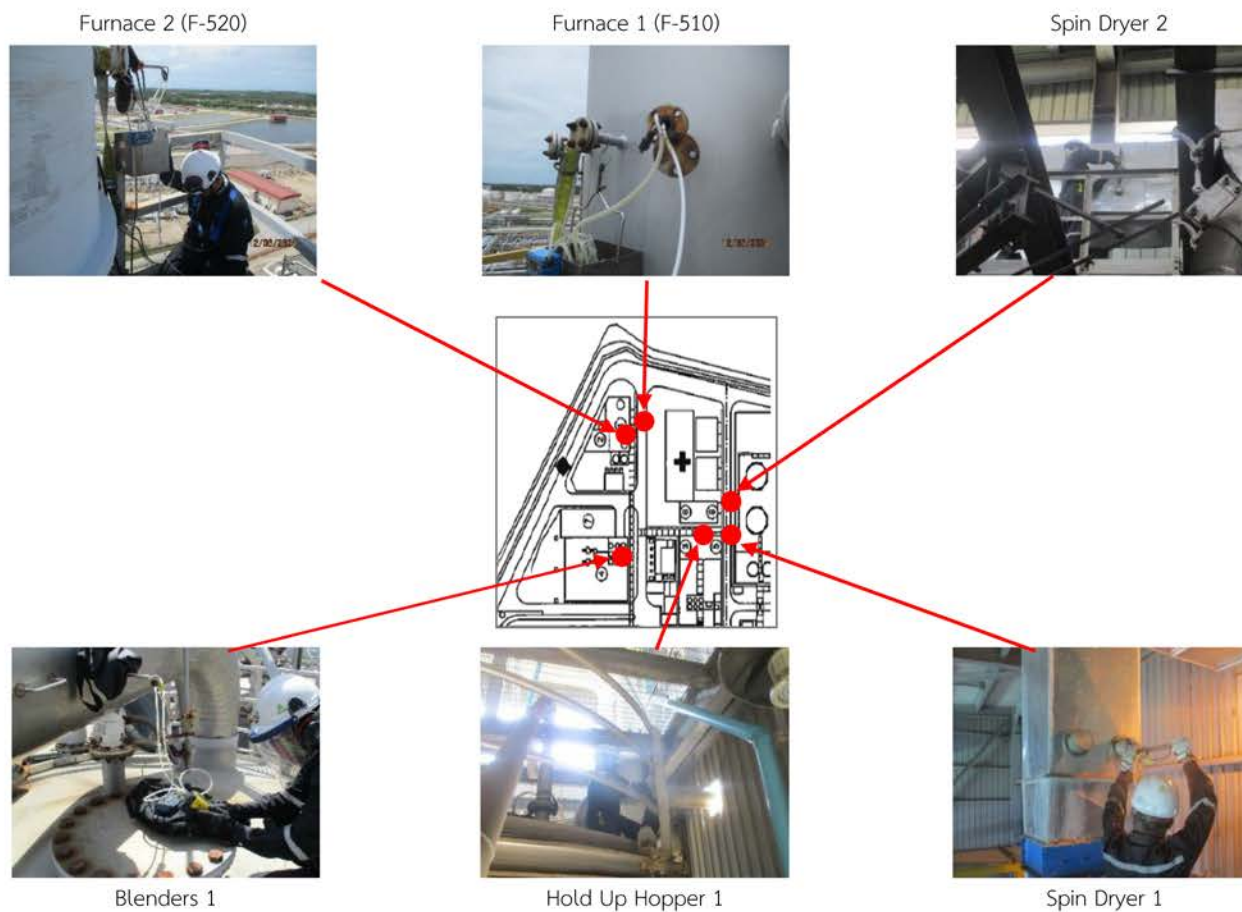 Furnace 2 (F-520)
Furnace 1 (F-510)
Spin Dryer 2
Blenders 1
Hold Up Hopper 1
Spin Dryer 1